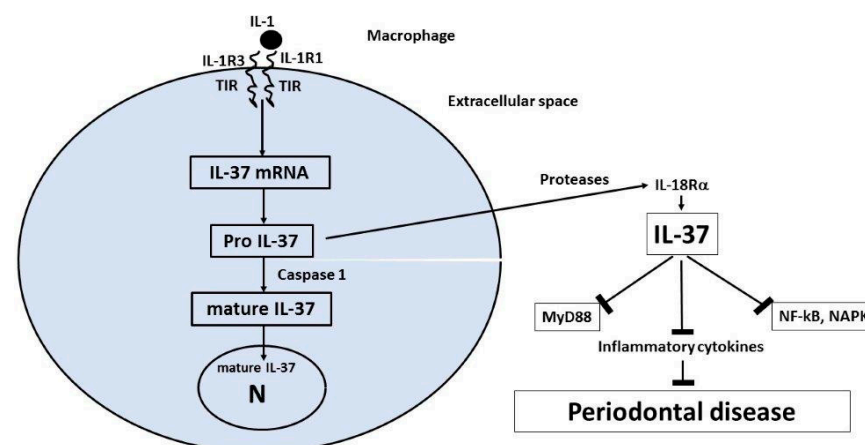 IL-1
Macrophage
IL-1R3
IL-1R1
TIR
TIR
Extracellular space
IL-37 mRNA
Proteases
IL-18Rα
Pro IL-37
IL-37
Caspase 1
mature IL-37
MyD88
NF-kB, NAPK
Inflammatory cytokines
mature IL-37
N
Periodontal disease